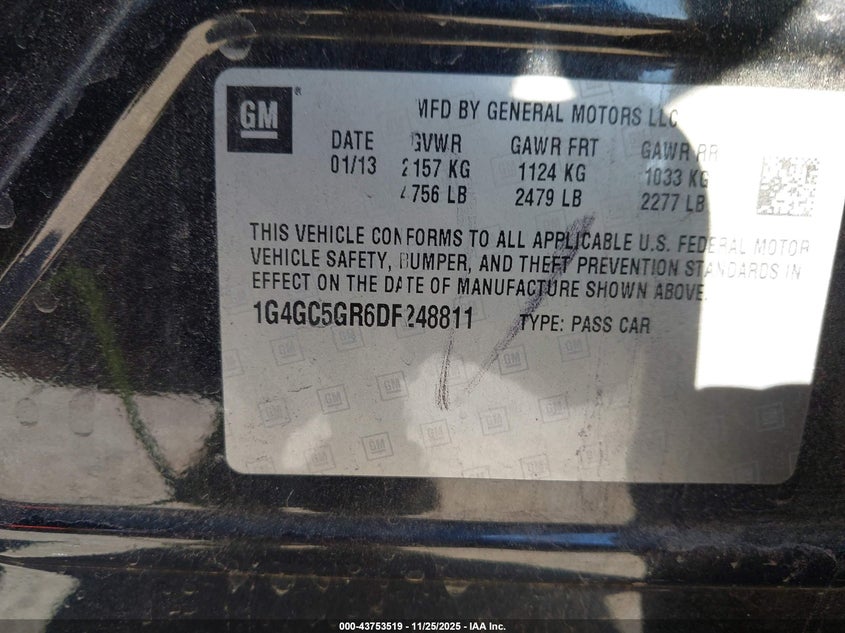 GM ®
MFD BY GENERAL MOTORS LLC
DATE GVWR GAWR FRT GAWR RR
01/13 2157 KG 1124 KG 1033 KG
4756 LB 2479 LB 2277 LB
THIS VEHICLE CONFORMS TO ALL APPLICABLE U.S. FEDERAL MOTOR
VEHICLE SAFETY, BUMPER, AND THEFT PREVENTION STANDARDS IN
EFFECT ON THE DATE OF MANUFACTURE SHOWN ABOVE.
1G4GC5GR6DF248811 TYPE: PASS CAR
000-43753519 - 11/25/2025 - IAA Inc.